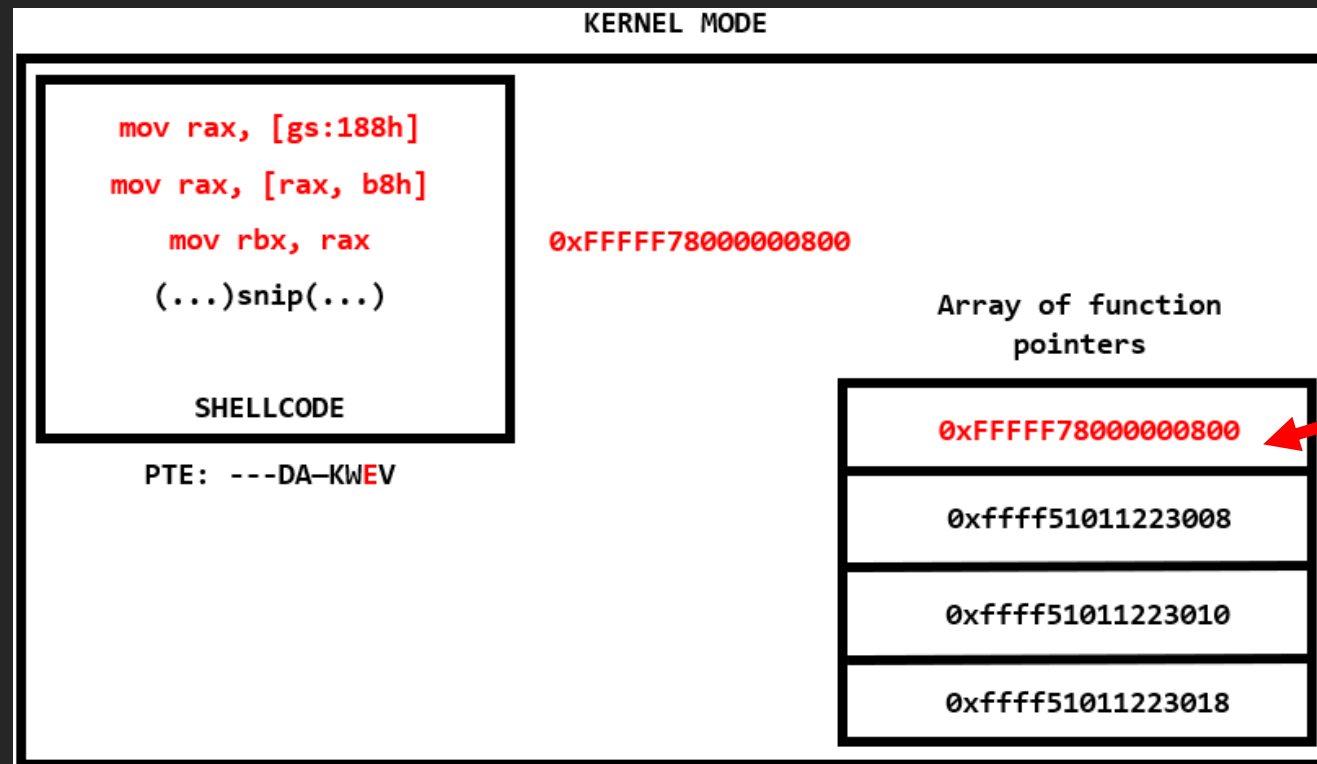 KERNEL MODE
mov rax, [gs:188h]
mov rax, [rax, b8h]
mov rbx, rax
(...)snip(...)
SHELLCODE
PTE: ---DA—KWEV
0xFFFFF78000000800
Array of function
pointers
0xFFFFF78000000800
0xffff51011223008
0xffff51011223010
0xffff51011223018